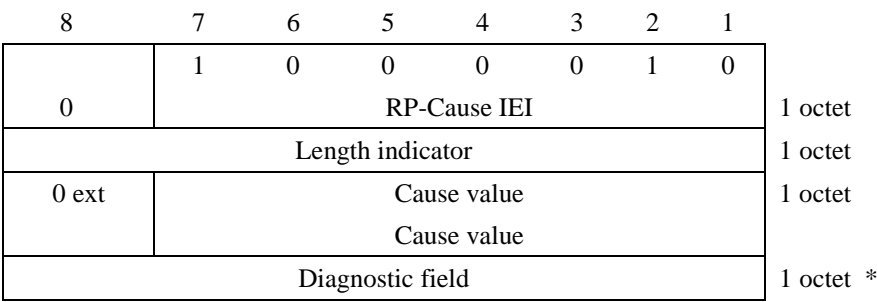 8 7 6 5 4 3 2 1
1 0 0 0 0 1 0
0 RP-Cause IEI 1 octet
Length indicator 1 octet
0 ext Cause value 1 octet
Cause value
Diagnostic field 1 octet *